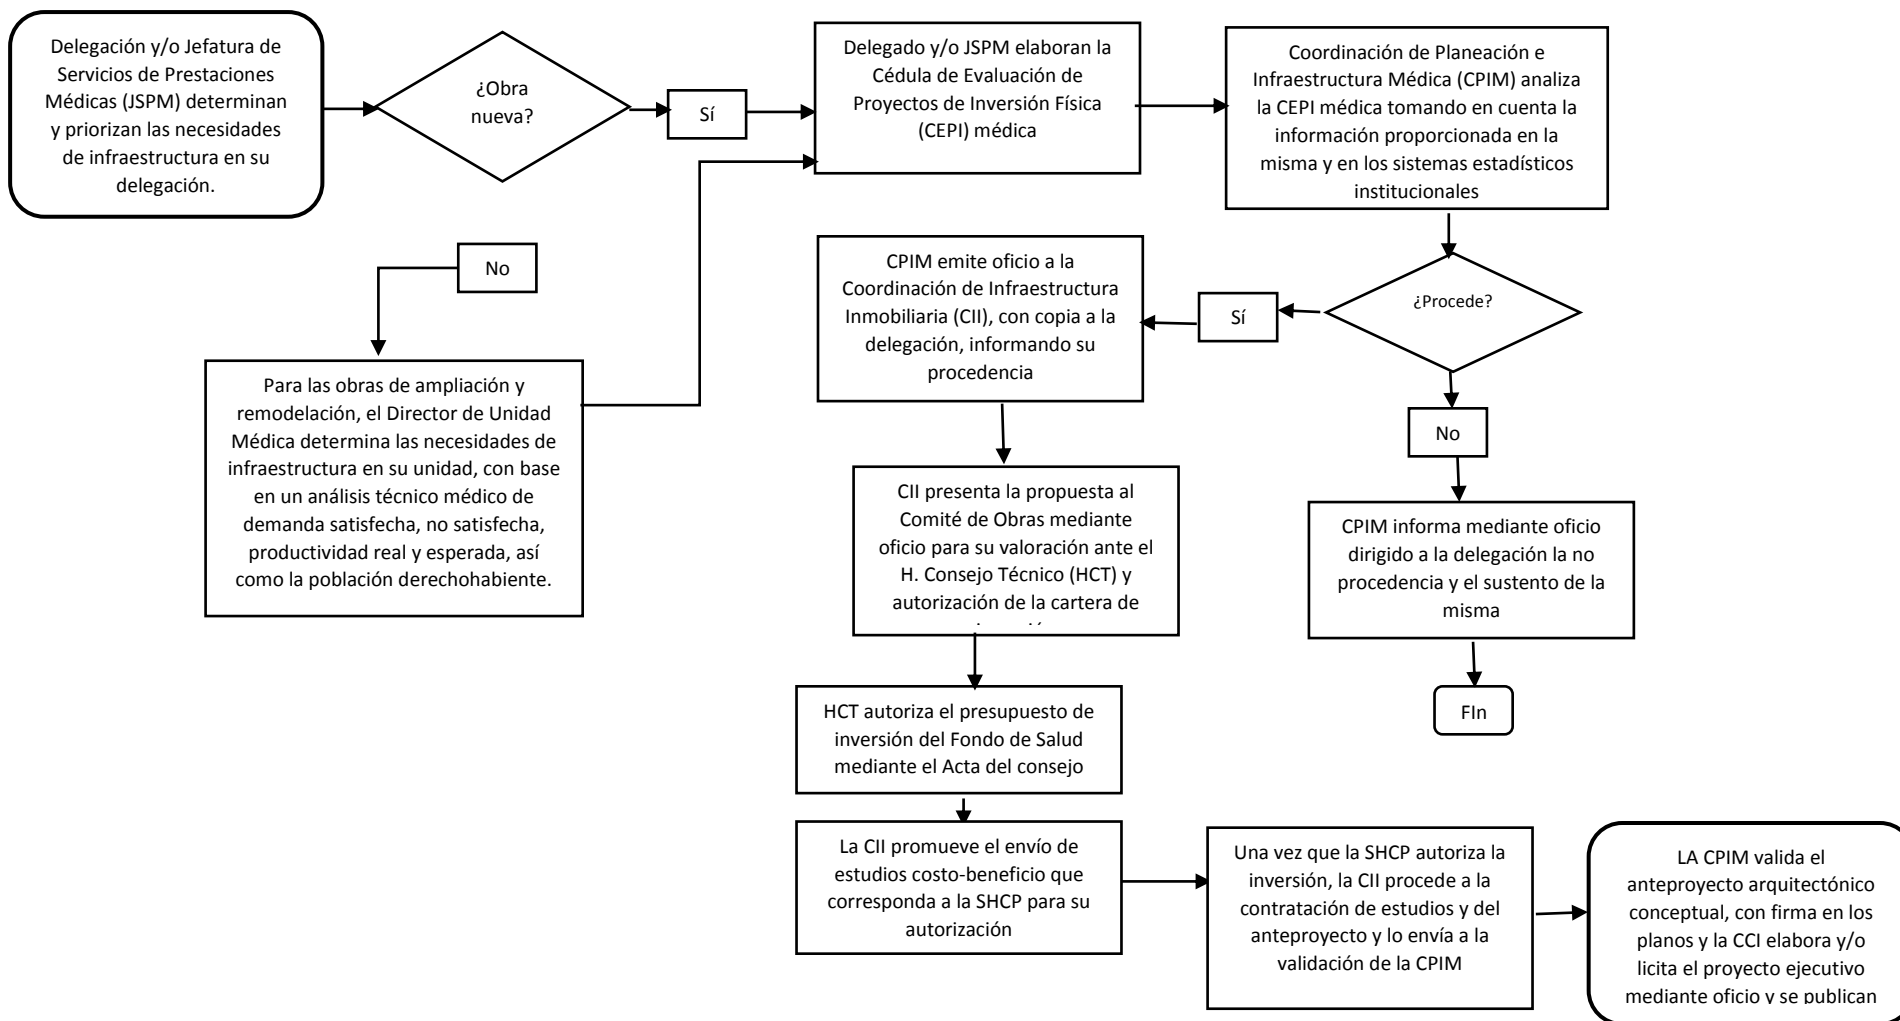 Delegación y/o Jefatura de
Servicios de Prestaciones
Médicas (JSPM) determinan
y priorizan las necesidades
de infraestructura en su
delegación.
¿Obra
nueva?
Sí
Delegado y/o JSPM elaboran la
Cédula de Evaluación de
Proyectos de Inversión Física
(CEPI) médica
Coordinación de Planeación e
Infraestructura Médica (CPIM) analiza
la CEPI médica tomando en cuenta la
información proporcionada en la
misma y en los sistemas estadísticos
institucionales
No
Para las obras de ampliación y
remodelación, el Director de Unidad
Médica determina las necesidades de
infraestructura en su unidad, con base
en un análisis técnico médico de
demanda satisfecha, no satisfecha,
productividad real y esperada, así
como la población derechohabiente.
¿Procede?
Sí
CPIM emite oficio a la
Coordinación de Infraestructura
Inmobiliaria (CII), con copia a la
delegación, informando su
procedencia
No
CPIM informa mediante oficio
dirigido a la delegación la no
procedencia y el sustento de la
misma
FIn
CII presenta la propuesta al
Comité de Obras mediante
oficio para su valoración ante el
H. Consejo Técnico (HCT) y
autorización de la cartera de
HCT autoriza el presupuesto de
inversión del Fondo de Salud
mediante el Acta del consejo
La CII promueve el envío de
estudios costo-beneficio que
corresponda a la SHCP para su
autorización
Una vez que la SHCP autoriza la
inversión, la CII procede a la
contratación de estudios y del
anteproyecto y lo envía a la
validación de la CPIM
LA CPIM valida el
anteproyecto arquitectónico
conceptual, con firma en los
planos y la CCI elabora y/o
licita el proyecto ejecutivo
mediante oficio y se publican